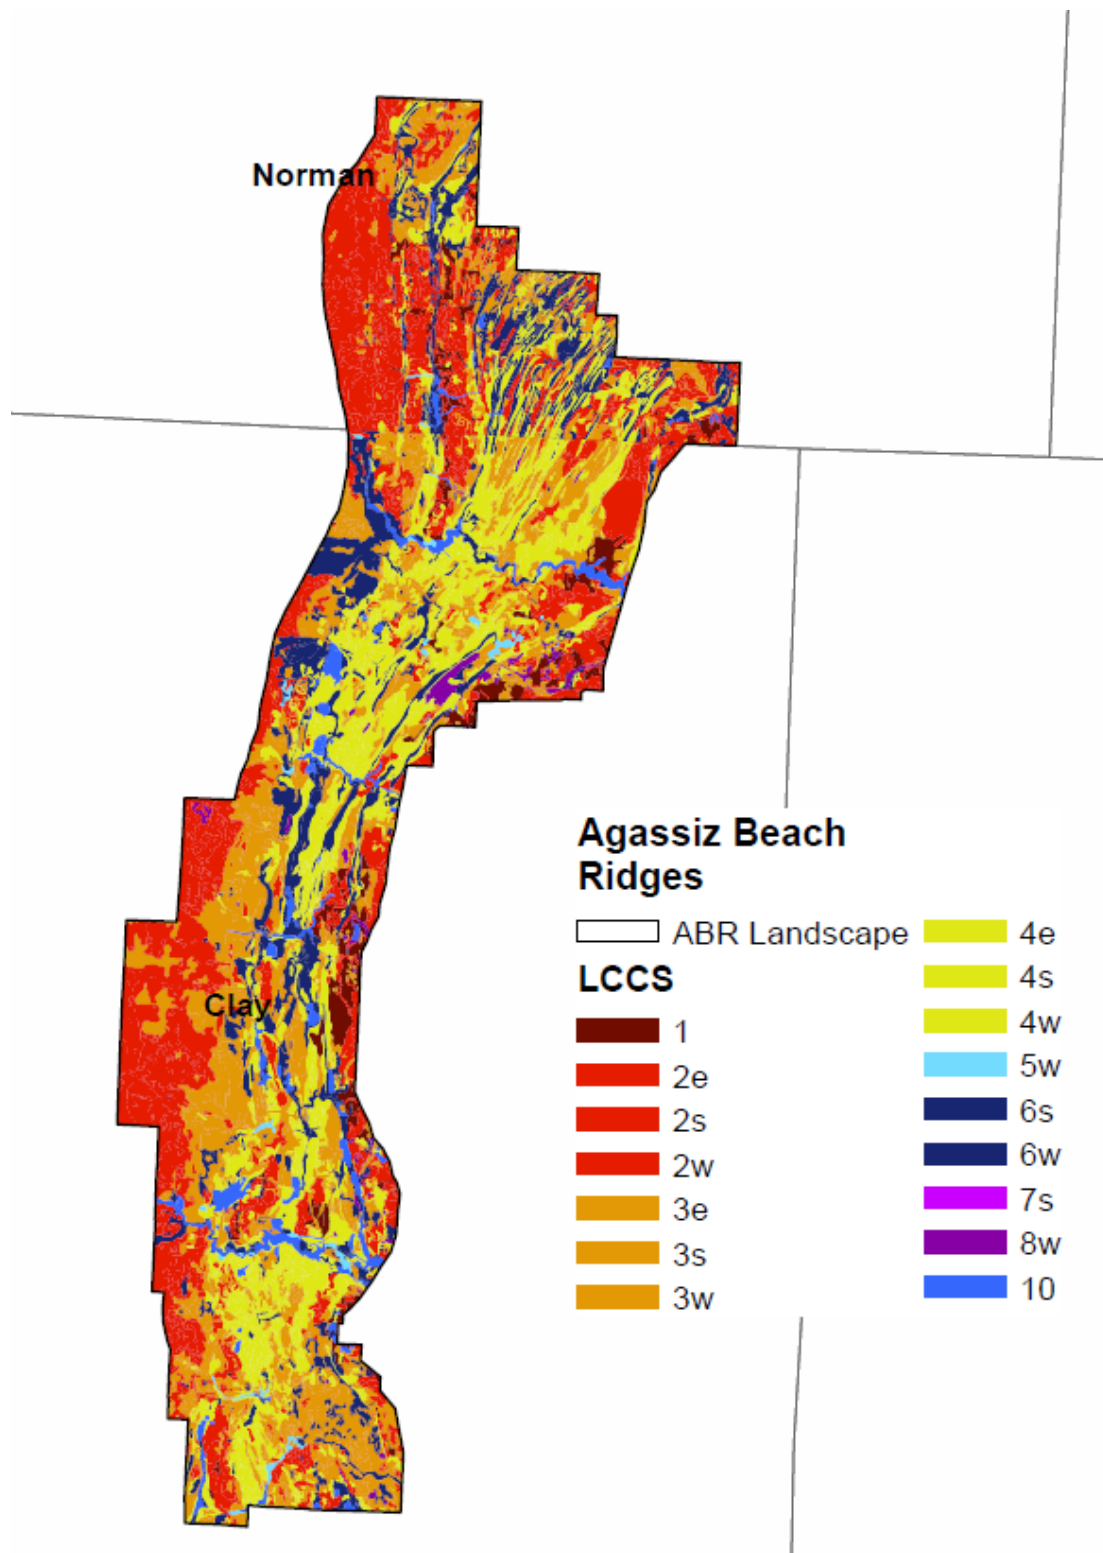 Norman
Clay
Agassiz Beach
Ridges
ABR Landscape
LCCS
1
2e
2s
2w
3e
3s
3w
4e
4s
4w
5w
6s
6w
7s
8w
10